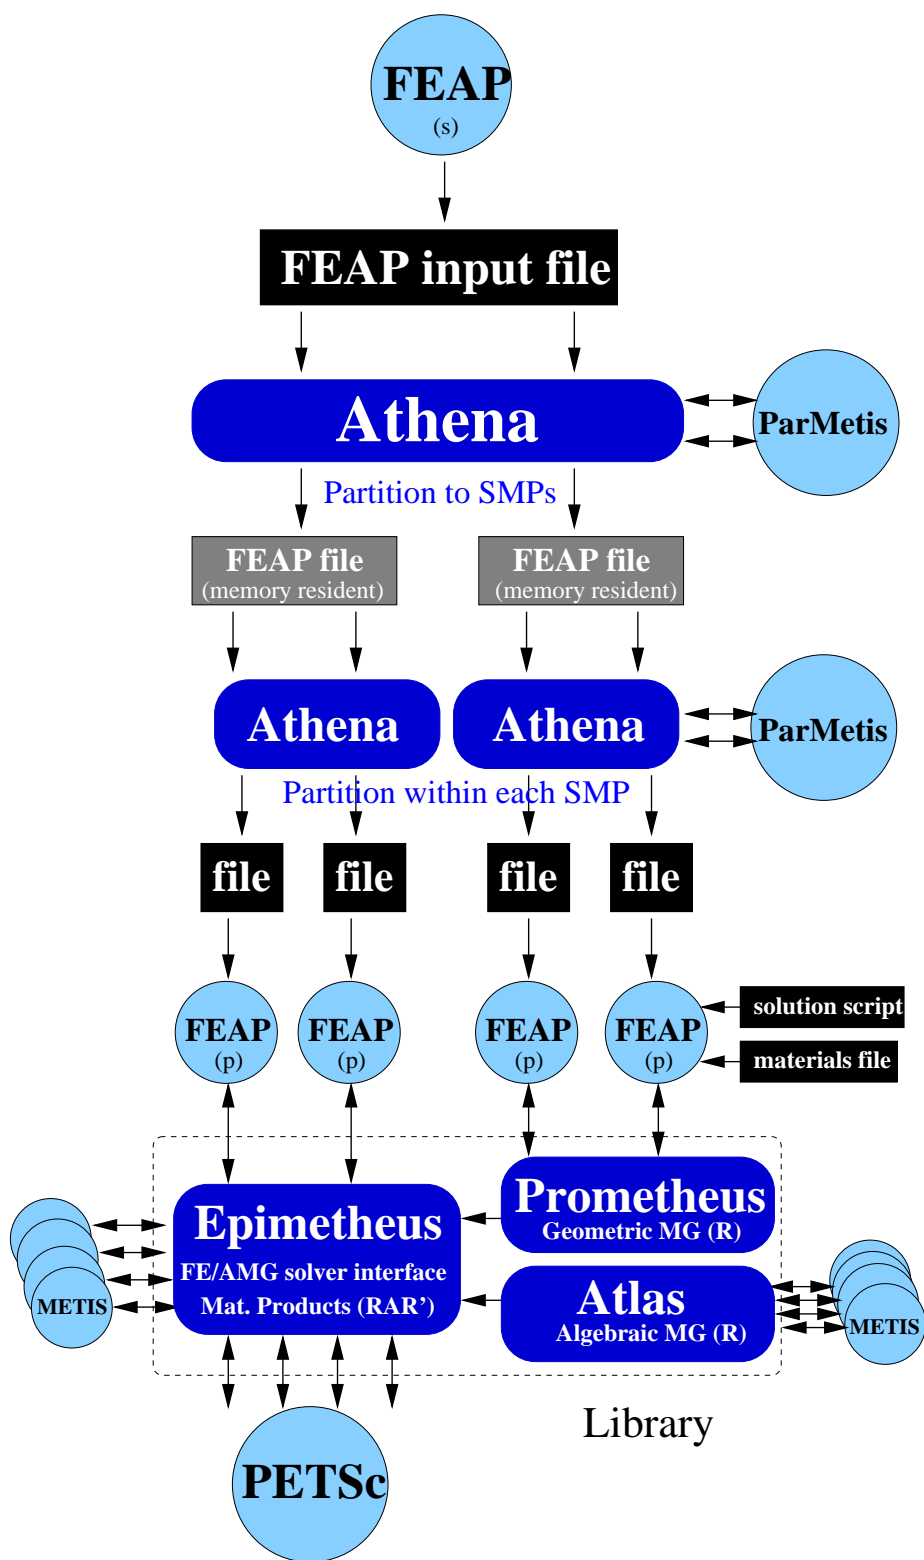 FEAP
(s)
FEAP input file
Athena
ParMetis
Partition to SMPs
FEAP file
(memory resident)
FEAP file
(memory resident)
Athena
Athena
ParMetis
Partition within each SMP
file
file
file
file
FEAP
(p)
FEAP
(p)
FEAP
(p)
FEAP
(p)
solution script
materials file
Prometheus
Geometric MG (R)
Epimetheus
FE/AMG solver interface
Mat. Products (RAR')
METIS
Atlas
Algebraic MG (R)
METIS
Library
PETSc